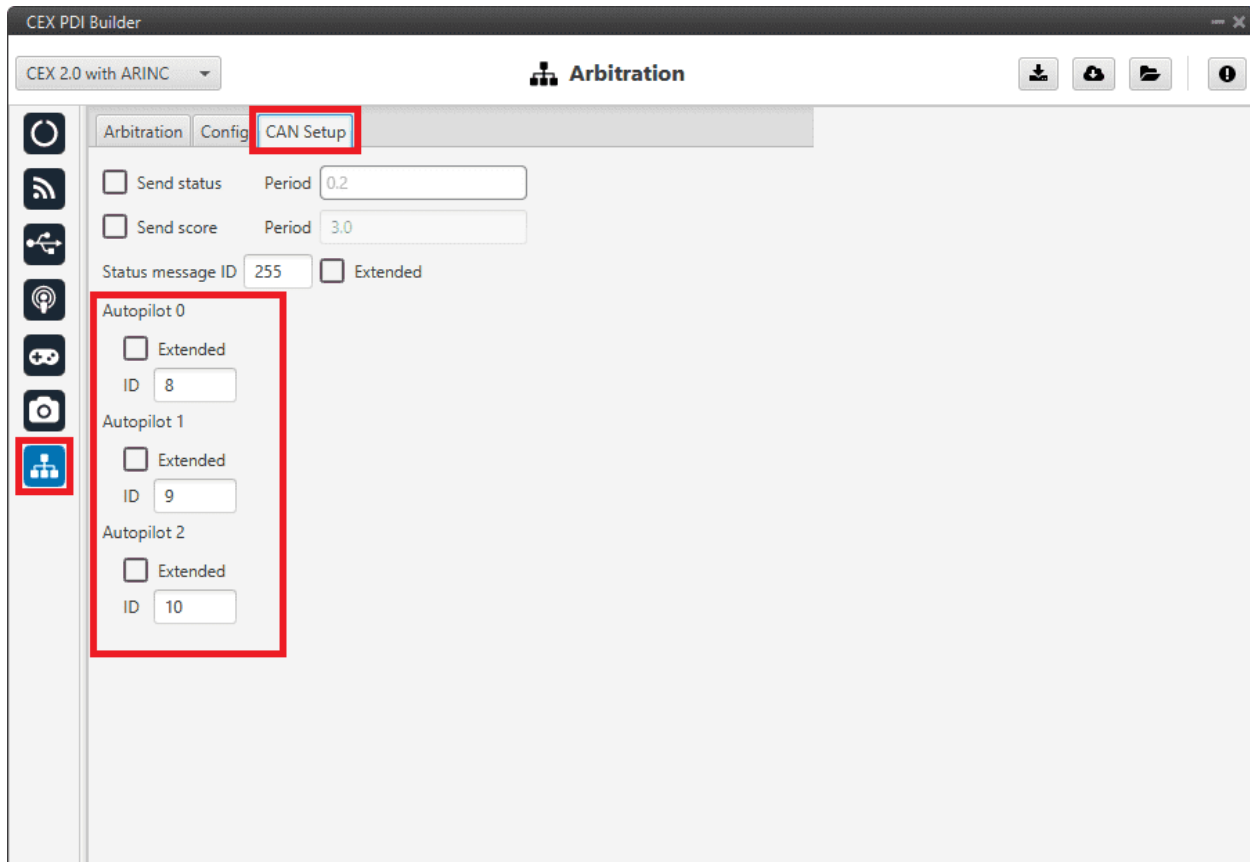 CEX PDI Builder
CEX 2.0 with ARINC
Arbitration
Arbitration Config CAN Setup
Send status Period 0.2
Send score Period 3.0
Status message ID 255 Extended
Autopilot 0
Extended
ID 8
Autopilot 1
Extended
ID 9
Autopilot 2
Extended
ID 10